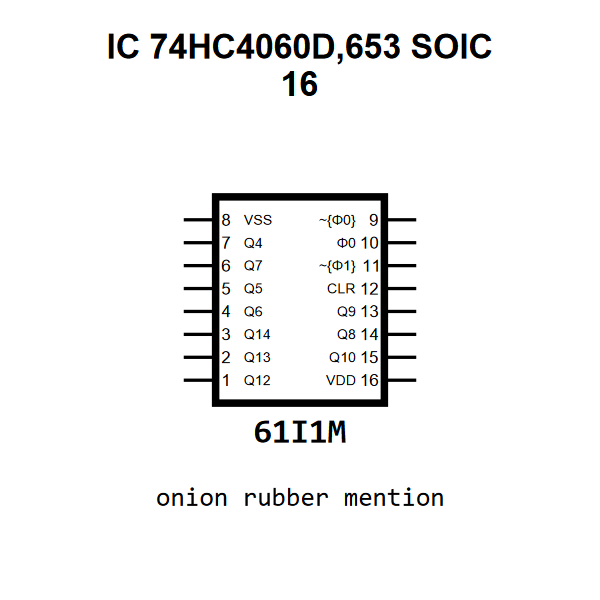 IC 74HC4060D,653 SOIC
16
8 VSS ~{Φ0} 9
7 Q4 Φ0 10
6 Q7 ~{Φ1} 11
5 Q5 CLR 12
4 Q6 Q9 13
3 Q14 Q8 14
2 Q13 Q10 15
1 Q12 VDD 16
61I1M
onion rubber mention